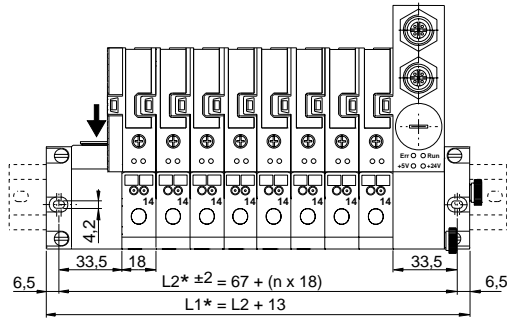 Err Run
+5V +24V
14 14 14 14 14 14 14 14
4,2
33,5 18 33,5
6,5 L2* ±2 = 67 + (n x 18) 6,5
L1* = L2 + 13